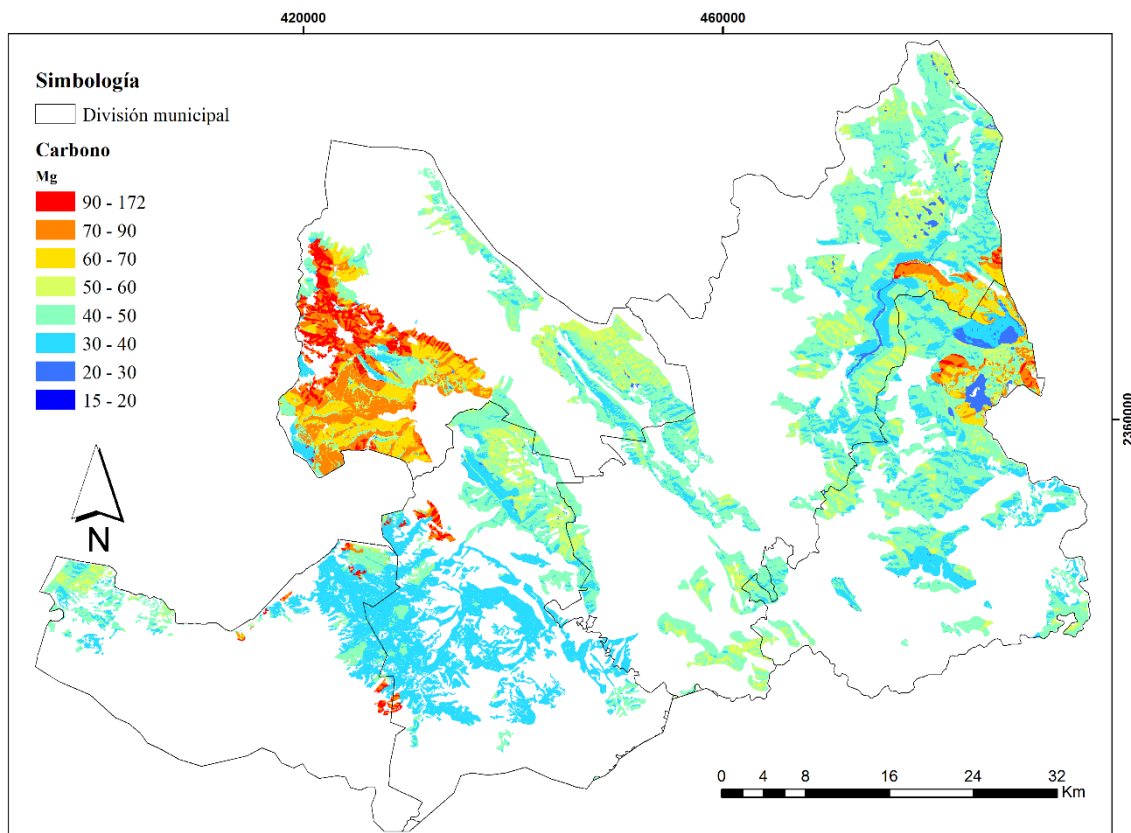 420000
460000
Simbología
División municipal
Carbono
Mg
90 - 172
70 - 90
60 - 70
50 - 60
40 - 50
30 - 40
20 - 30
15 - 20
2360000
N
0 4 8 16 24 32
Km